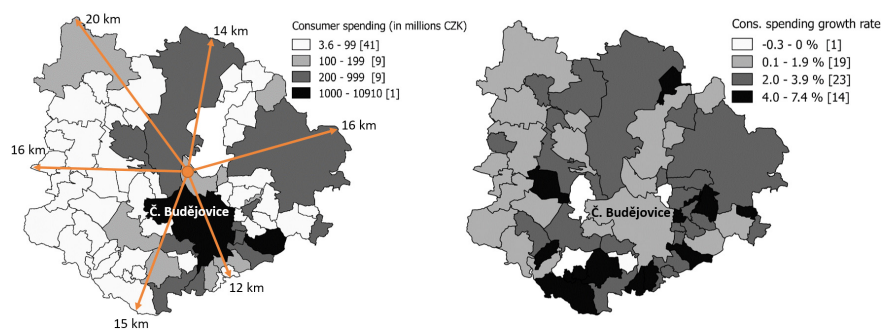 20 km
14 km
Consumer spending (in millions CZK)
3.6 - 99 [41]
100 - 199 [9]
200 - 999 [9]
1000 - 10910 [1]
16 km
16 km
Č. Budějovice
12 km
15 km
Cons. spending growth rate
-0.3 - 0 % [1]
0.1 - 1.9 % [19]
2.0 - 3.9 % [23]
4.0 - 7.4 % [14]
Č. Budějovice